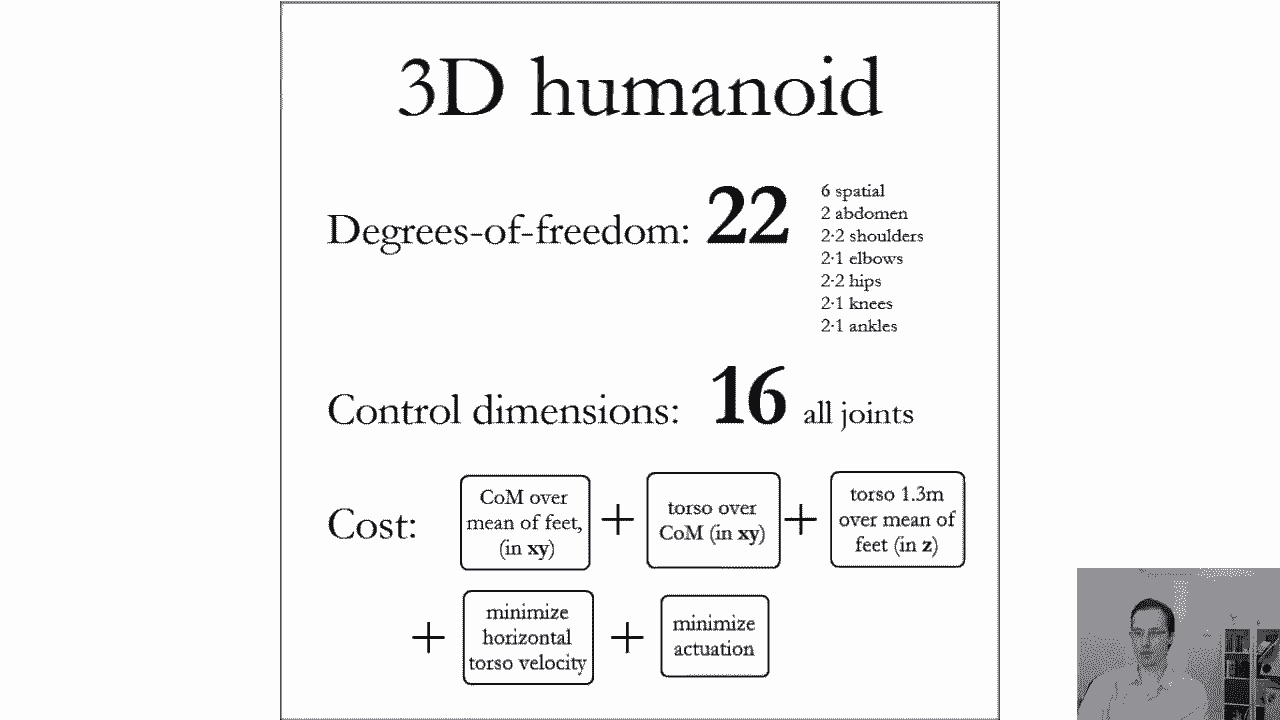 3D humanoid
Degrees-of-freedom: 22
6 spatial
2 abdomen
2·2 shoulders
2·1 elbows
2·2 hips
2·1 knees
2·1 ankles
Control dimensions: 16 all joints
Cost:
CoM over
mean of feet,
(in xy)
+
torso over
CoM (in xy)
+
torso 1.3m
over mean of
feet (in z)
+
minimize
horizontal
torso velocity
+
minimize
actuation